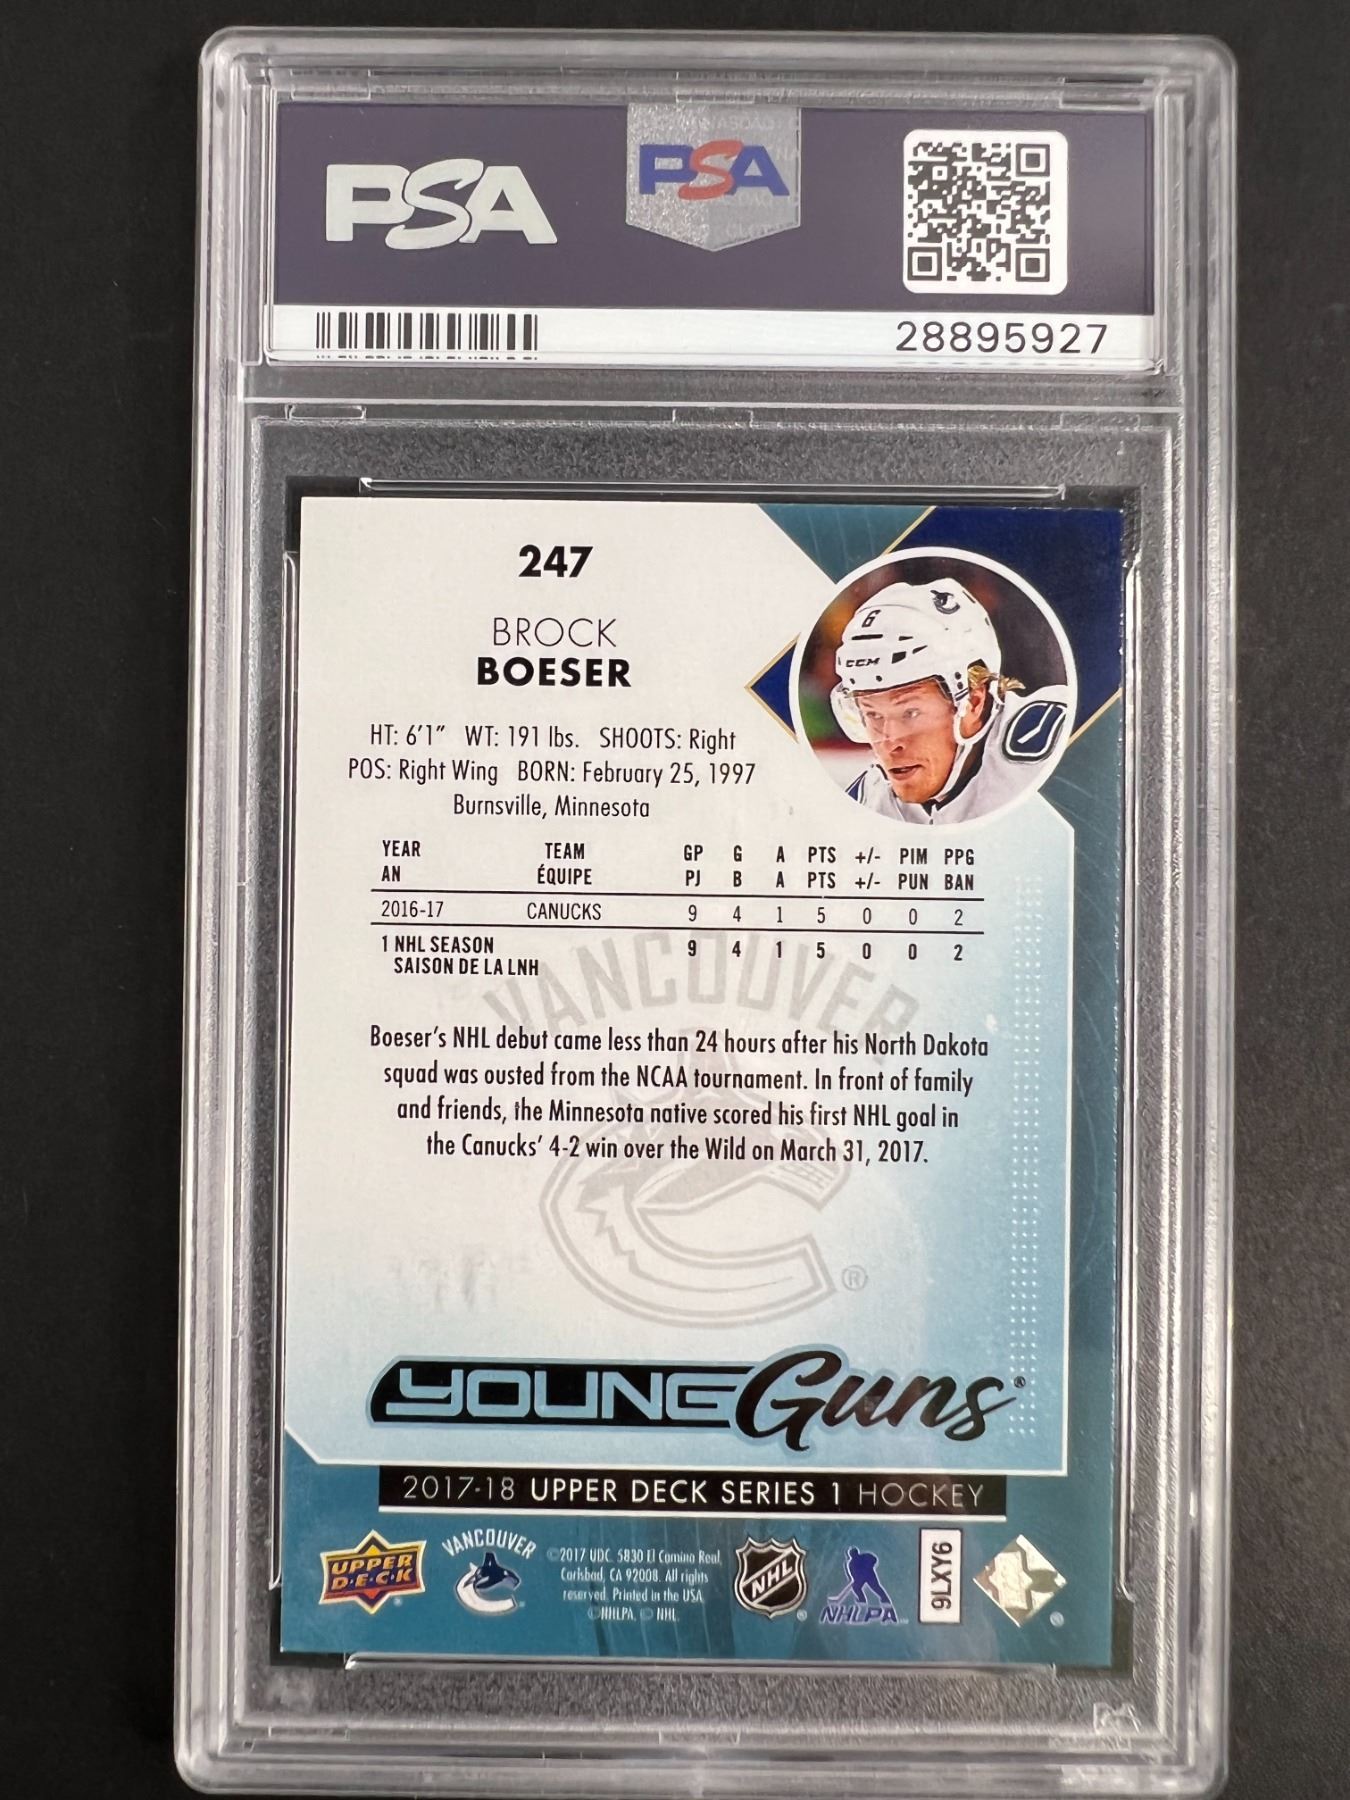 PSA
PSA
28895927
247
BROCK
BOESER
6
CCM
HT: 6'1" WT: 191 lbs. SHOOTS: Right
POS: Right Wing BORN: February 25, 1997
Burnsville, Minnesota
YEAR TEAM GP G A PTS +/- PIM PPG
AN ÉQUIPE PJ B A PTS +/- PUN BAN
2016-17 CANUCKS 9 4 1 5 0 0 2
1 NHL SEASON 9 4 1 5 0 0 2
SAISON DE LA LNH
VANCOUVER
Boeser's NHL debut came less than 24 hours after his North Dakota
squad was ousted from the NCAA tournament. In front of family
and friends, the Minnesota native scored his first NHL goal in
the Canucks' 4-2 win over the Wild on March 31, 2017.
®
YOUNG Guns®
2017-18 UPPER DECK SERIES 1 HOCKEY
UPPER
D·E·C·K
VANCOUVER
©2017 UDC. 5830 El Camino Real,
Carlsbad, CA 92008. All rights
reserved. Printed in the USA.
©NHLPA, © NHL.
NHL
NHLPA
9LXY6